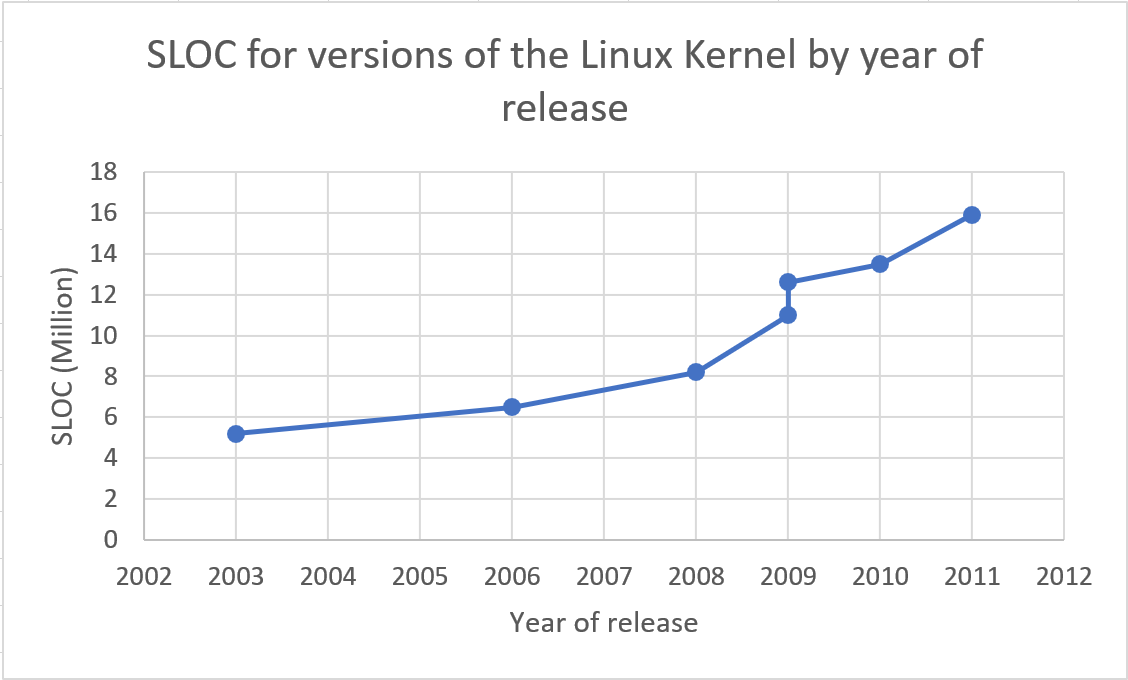 SLOC for versions of the Linux Kernel by year of
release
18
16
14
12
10
8
6
4
2
0
SLOC (Million)
2002 2003 2004 2005 2006 2007 2008 2009 2010 2011 2012
Year of release